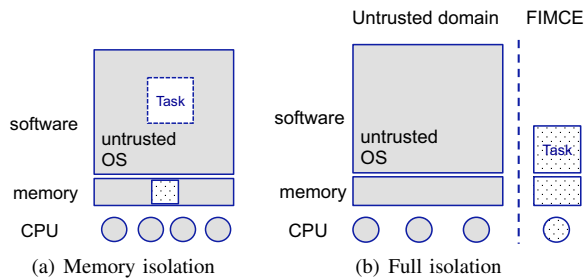 Untrusted domain FIMCE
software
Task
untrusted
OS
memory
CPU
(a) Memory isolation
software
untrusted
OS
Task
memory
CPU
(b) Full isolation